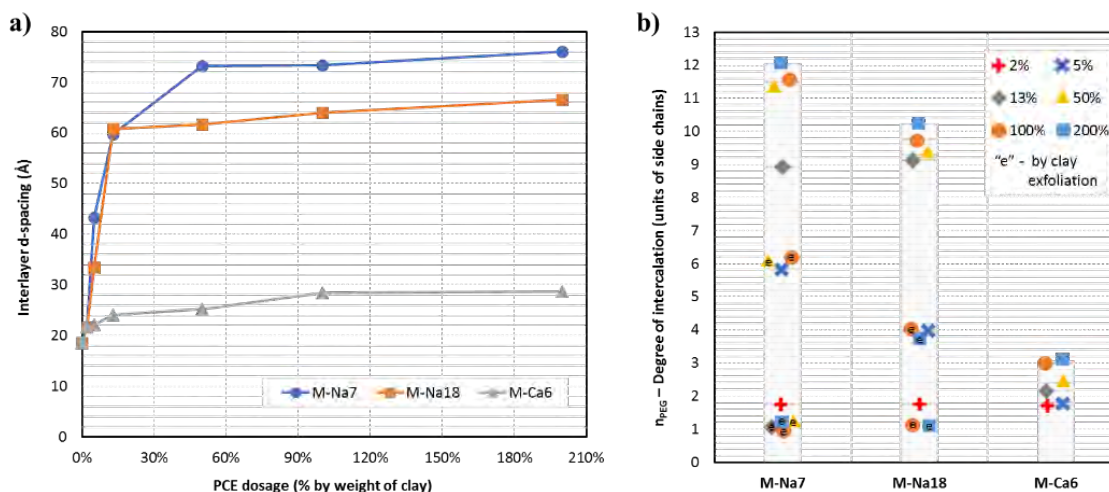 a)
80
70
60
50
40
30
20
10
0
Interlayer d-spacing (Å)
M-Na7 M-Na18 M-Ca6
0% 30% 60% 90% 120% 150% 180% 210%
PCE dosage (% by weight of clay)
b)
13
12
11
10
9
8
7
6
5
4
3
2
1
0
nPEG – Degree of intercalation (units of side chains)
2% 5%
13% 50%
100% 200%
"e" - by clay
exfoliation
e e
e e
e e e e e e
M-Na7 M-Na18 M-Ca6